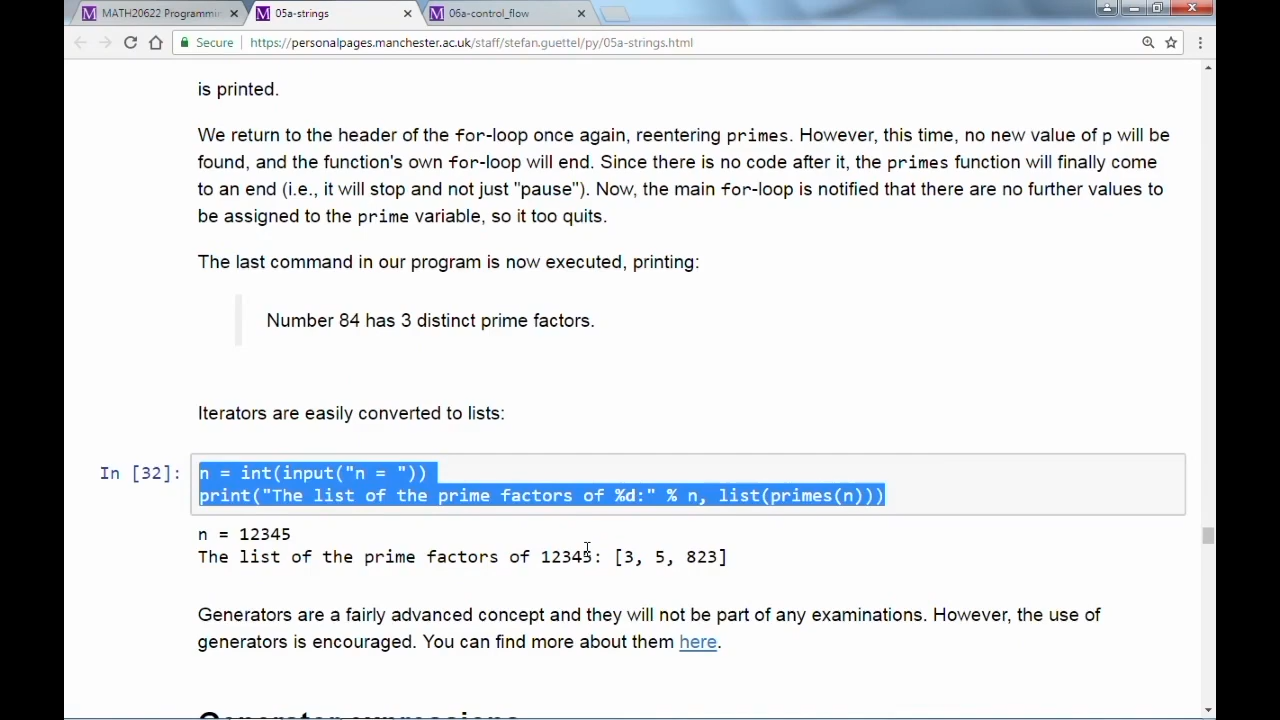 MATH20622 Programmin
05a-strings
06a-control_flow
Secure https://personalpages.manchester.ac.uk/staff/stefan.guettel/py/05a-strings.html
is printed.
We return to the header of the for-loop once again, reentering primes. However, this time, no new value of p will be
found, and the function's own for-loop will end. Since there is no code after it, the primes function will finally come
to an end (i.e., it will stop and not just "pause"). Now, the main for-loop is notified that there are no further values to
be assigned to the prime variable, so it too quits.
The last command in our program is now executed, printing:
Number 84 has 3 distinct prime factors.
Iterators are easily converted to lists:
In [32]: n = int(input("n = "))
print("The list of the prime factors of %d:" % n, list(primes(n)))
n = 12345
The list of the prime factors of 12345: [3, 5, 823]
Generators are a fairly advanced concept and they will not be part of any examinations. However, the use of
generators is encouraged. You can find more about them here.
Generator expressions